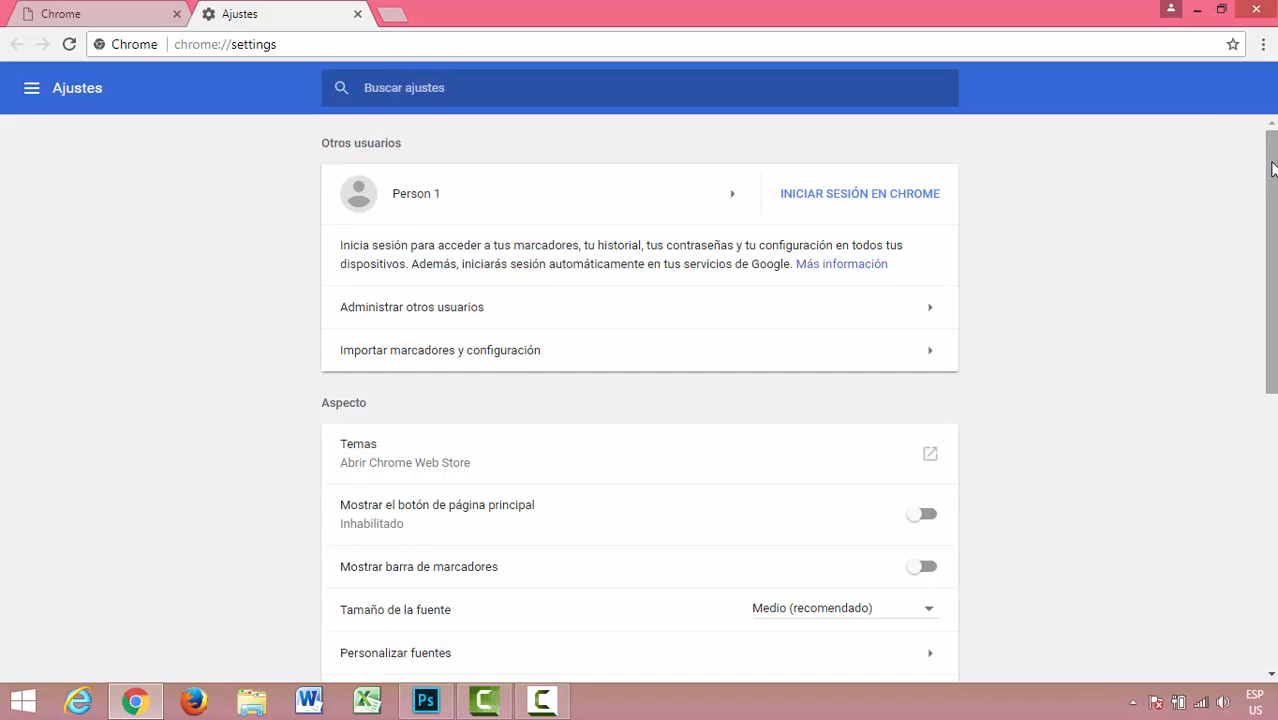 Chrome
Ajustes
Chrome chrome://settings
Ajustes
Buscar ajustes
Otros usuarios
Person 1
INICIAR SESIÓN EN CHROME
Inicia sesión para acceder a tus marcadores, tu historial, tus contraseñas y tu configuración en todos tus
dispositivos. Además, iniciarás sesión automáticamente en tus servicios de Google. Más información
Administrar otros usuarios
Importar marcadores y configuración
Aspecto
Temas
Abrir Chrome Web Store
Mostrar el botón de página principal
Inhabilitado
Mostrar barra de marcadores
Tamaño de la fuente
Medio (recomendado)
Personalizar fuentes
Ps
ESP
US